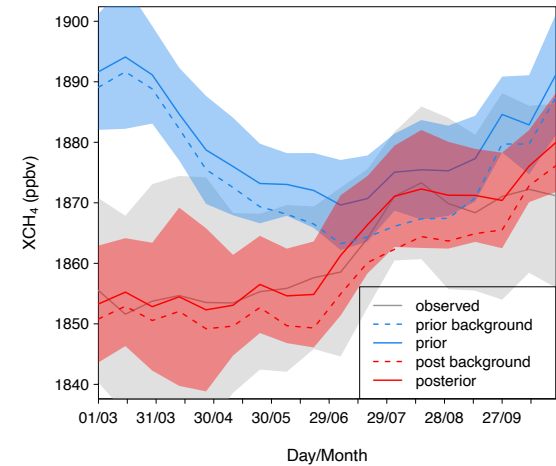 1900
1890
1880
1870
1860
1850
1840
XCH₄ (ppbv)
01/03 31/03 30/04 30/05 29/06 29/07 28/08 27/09
Day/Month
observed
prior background
prior
post background
posterior